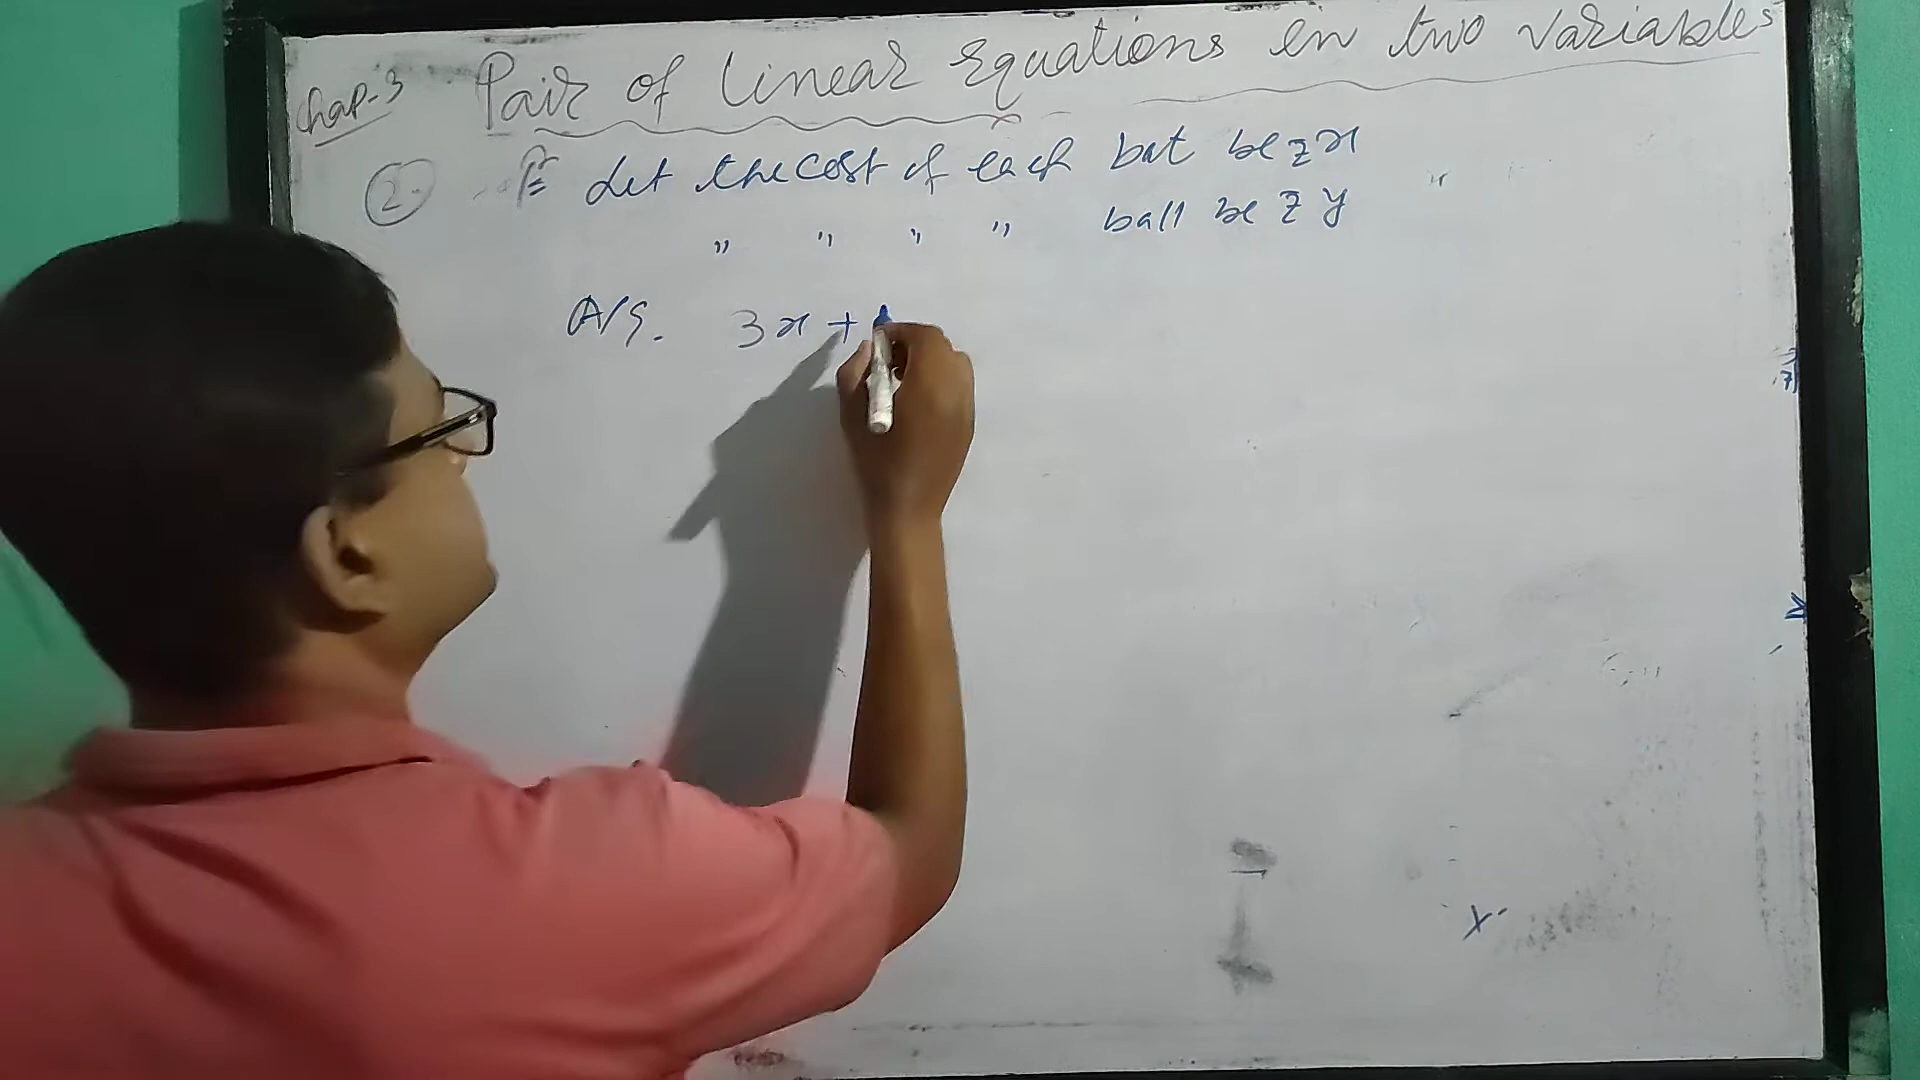 Chap-3 Pair of Linear Equations in two variables
2. Let the cost of each bat be ₹ x
" " " " ball be ₹ y
A/S. 3x +